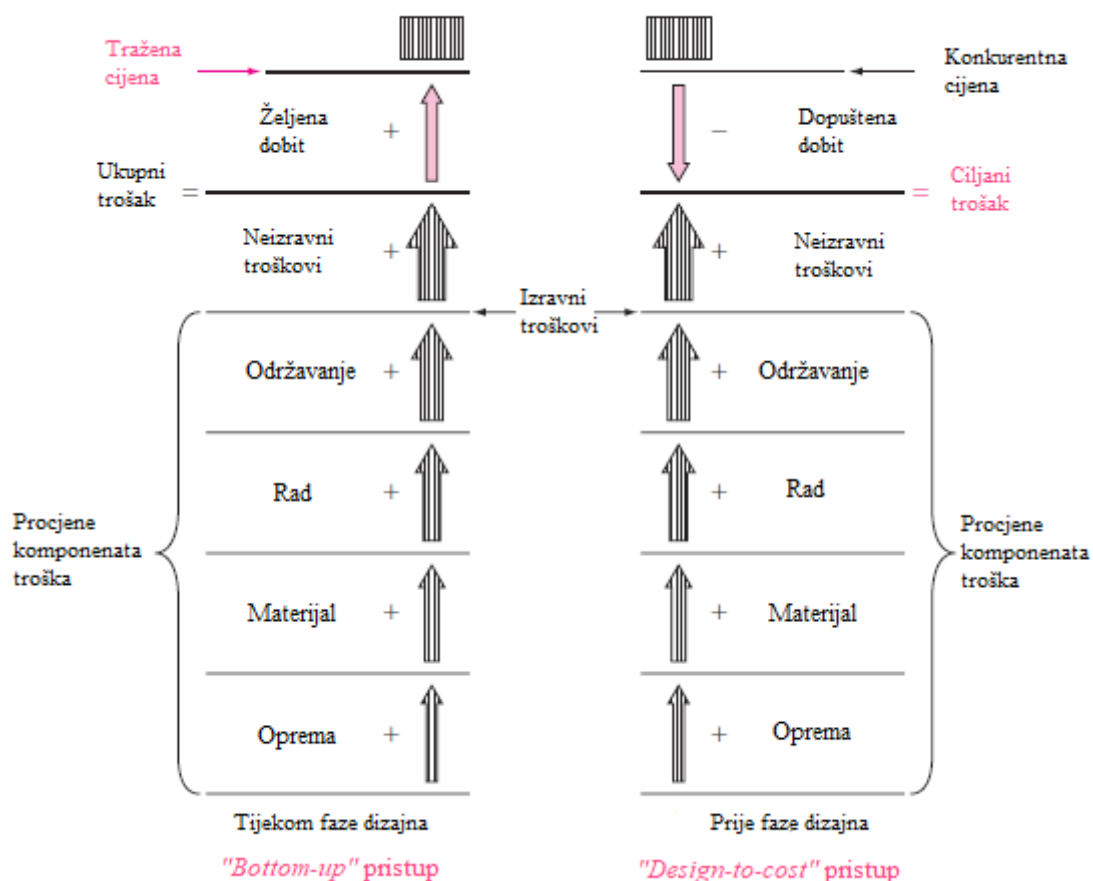 Tražena
cijena
Konkurentna
cijena
Željena
dobit
+
−
Dopuštena
dobit
Ukupni
trošak
=
=
Ciljani
trošak
Neizravni
troškovi
+
+
Neizravni
troškovi
Izravni
troškovi
Održavanje
+
+
Održavanje
Rad
+
+
Rad
Procjene
komponenata
troška
Procjene
komponenata
troška
Materijal
+
+
Materijal
Oprema
+
+
Oprema
Tijekom faze dizajna
Prije faze dizajna
"Bottom-up" pristup
"Design-to-cost" pristup